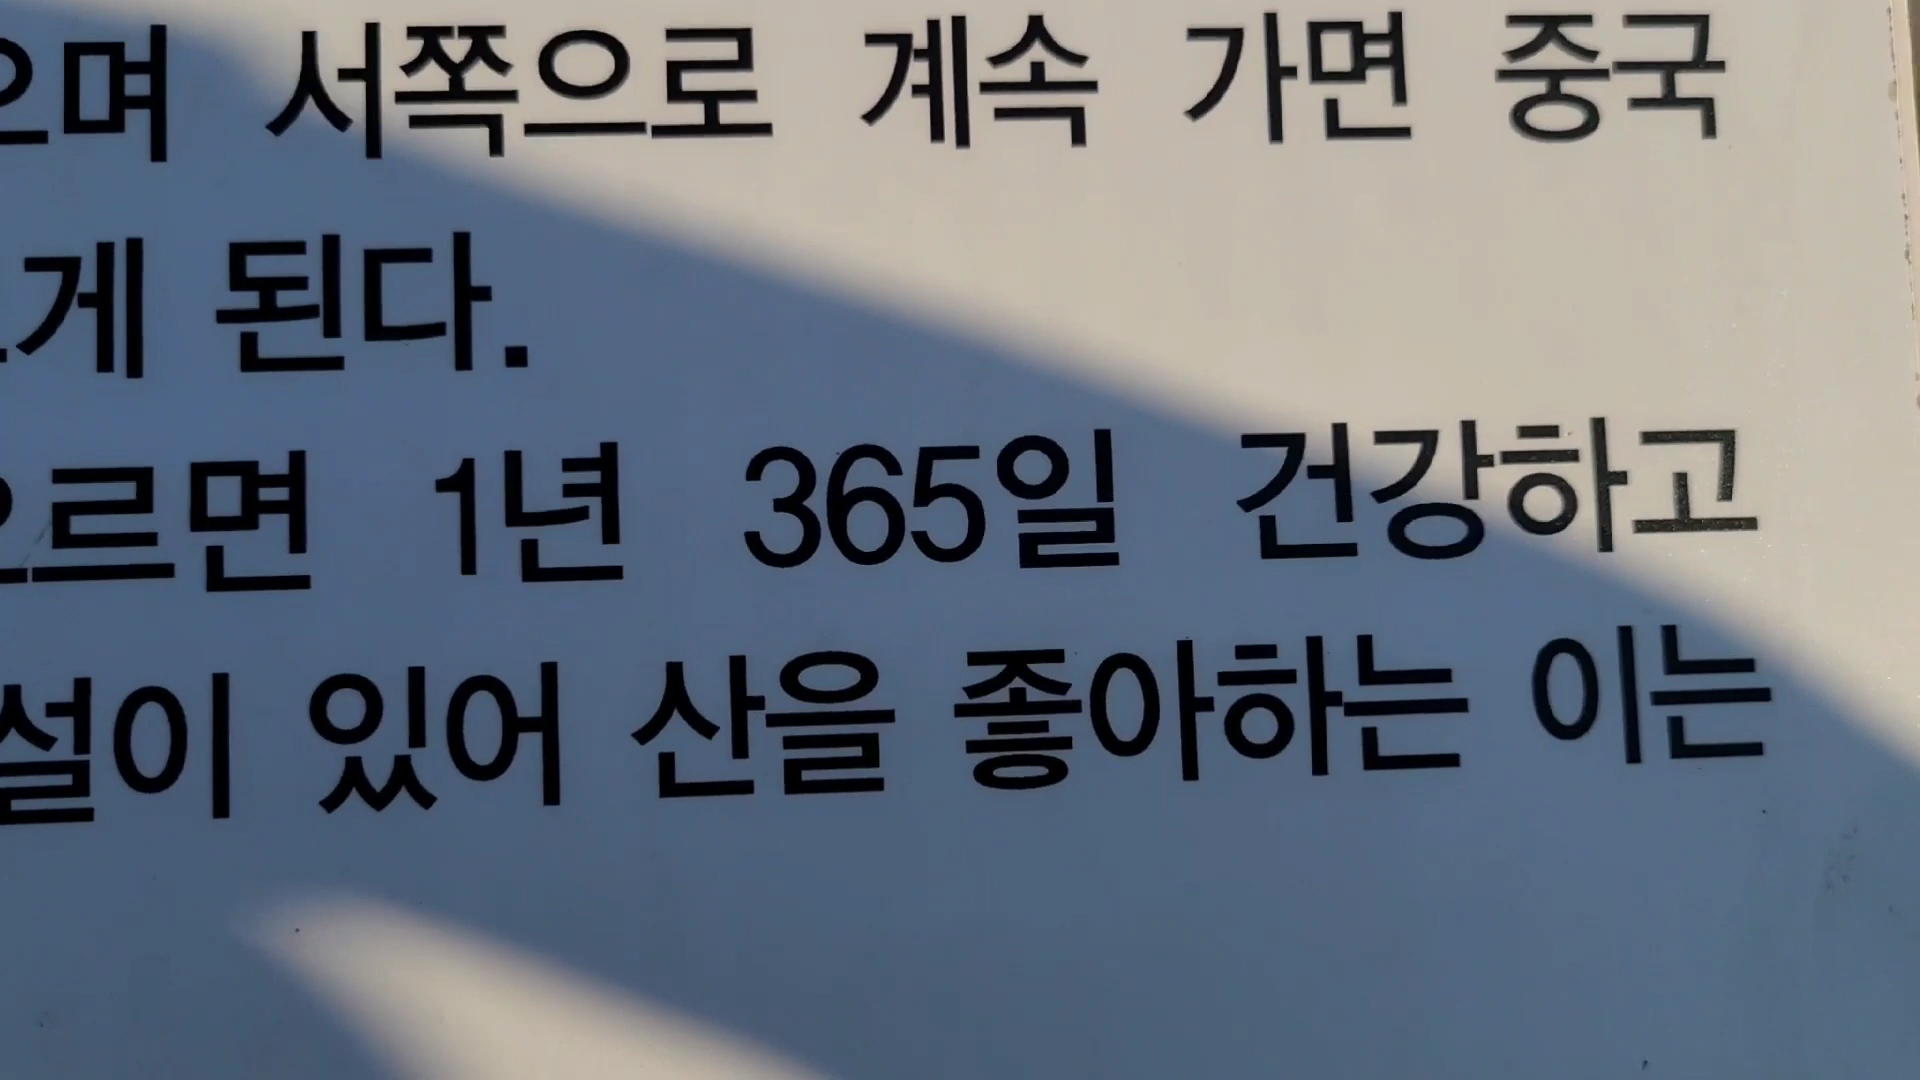 으며 서쪽으로 계속 가면 중국
게 된다.
오르면 1년 365일 건강하고
설이 있어 산을 좋아하는 이는